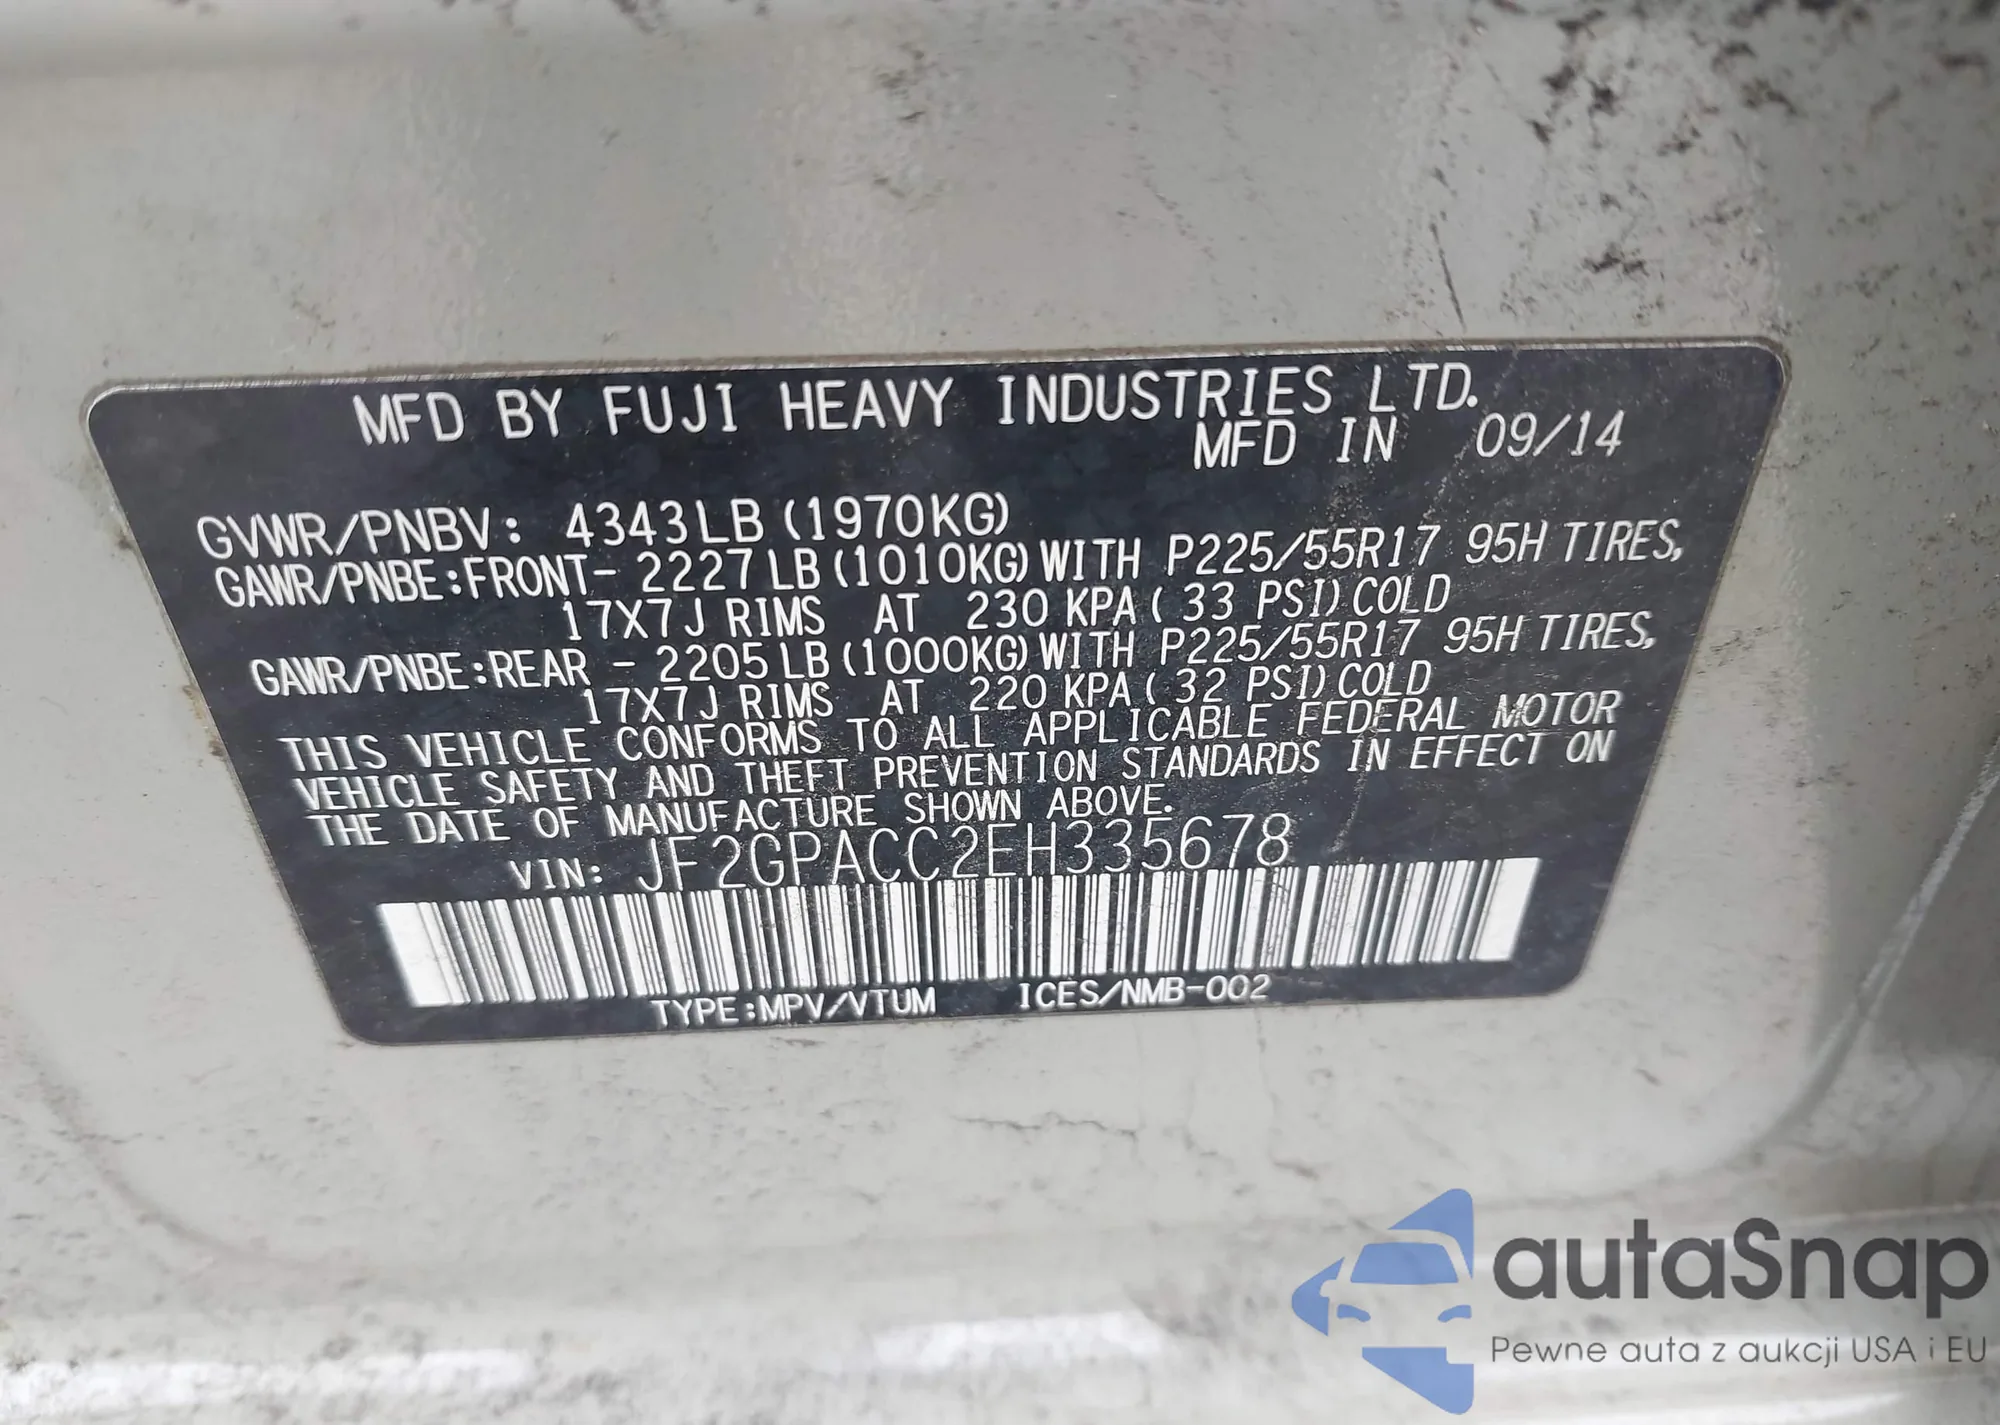 MFD BY FUJI HEAVY INDUSTRIES LTD.
MFD IN 09/14
GVWR/PNBV: 4343LB (1970KG)
GAWR/PNBE:FRONT- 2227LB (1010KG) WITH P225/55R17 95H TIRES,
17X7J RIMS AT 230 KPA ( 33 PSI) COLD
GAWR/PNBE:REAR - 2205LB (1000KG) WITH P225/55R17 95H TIRES,
17X7J RIMS AT 220 KPA ( 32 PSI) COLD
THIS VEHICLE CONFORMS TO ALL APPLICABLE FEDERAL MOTOR
VEHICLE SAFETY AND THEFT PREVENTION STANDARDS IN EFFECT ON
THE DATE OF MANUFACTURE SHOWN ABOVE.
VIN: JF2GPACC2EH335678
TYPE:MPV/VTUM ICES/NMB-002
autaSnap
Pewne auta z aukcji USA i EU